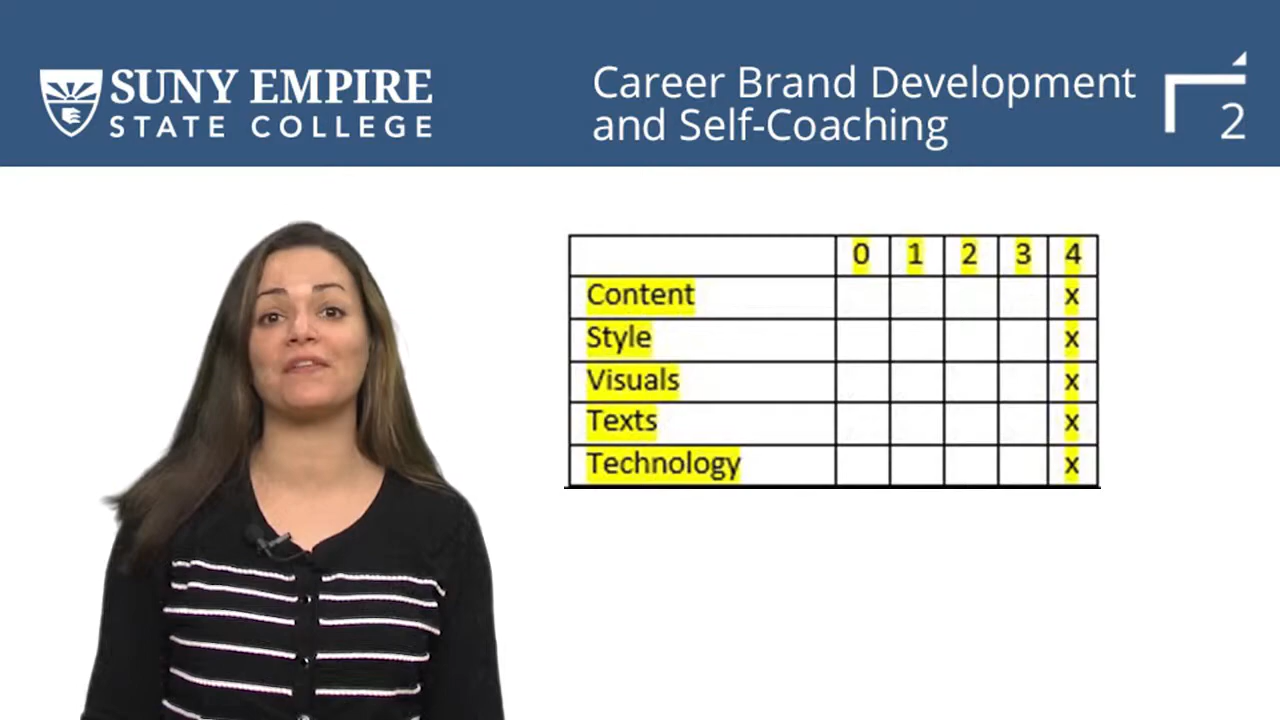 SUNY EMPIRE
STATE COLLEGE
Career Brand Development
and Self-Coaching
2
0 1 2 3 4
Content x
Style x
Visuals x
Texts x
Technology x